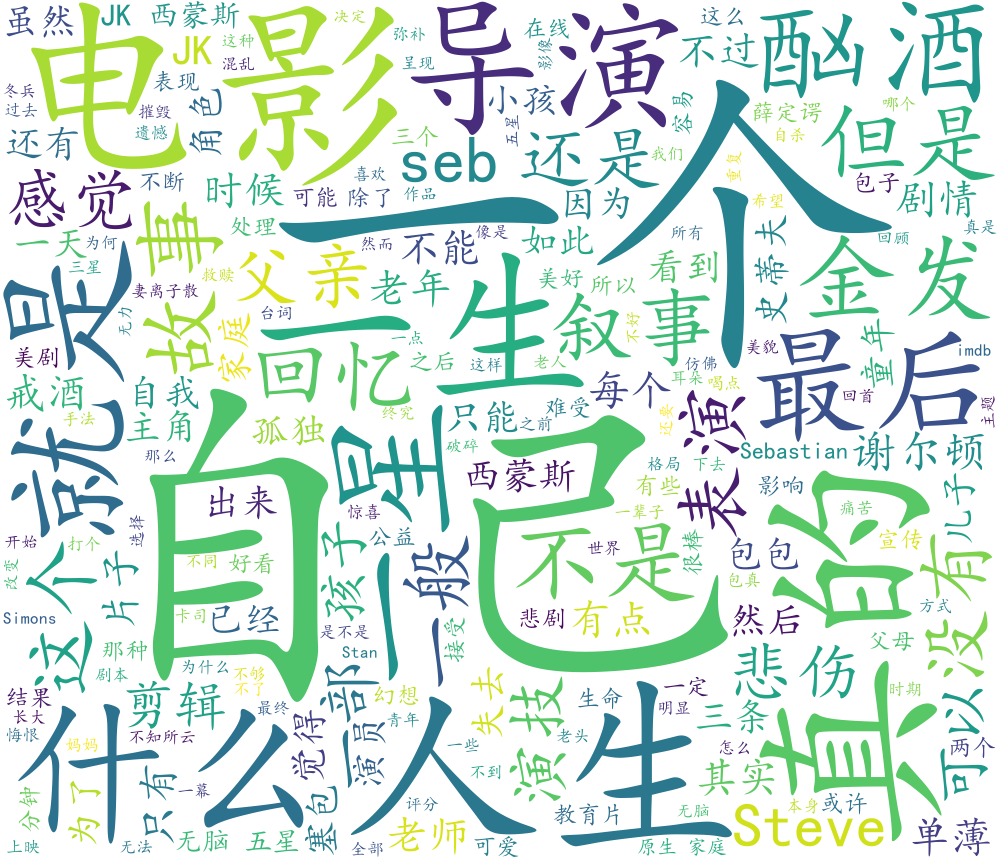 虽然
JK
西蒙斯
电影
导演
酗酒
JK
这种
决定
弥补
呈现
在线
影像
这么
不过
混乱
冬兵
过去
表现
摧毁
遗憾
角色
小孩
五星
容易
薛定谔
自杀
哪个
但是
还有
三个
seb
还是
我们
一个
感觉
不断
时候
可能
除了
喜欢
作品
因为
重复
希望
包子
剧情
真是
一天
为何
故事
处理
父亲
然而
不能
像是
如此
所有
史蒂夫
金发
回顾
三星
妻离子散
救赎
老年
美好
所以
看到
无力
家庭
台词
一生
叙事
不好
美剧
就是
回忆
一点
之后
这样
老人
仿佛
美貌
最后
童年
imdb
戒酒
手法
自我
主角
孤独
终究
只能
难受
每个
之前
耳朵
喝点
还要
回首
主题
那么
自己
一星
破碎
西蒙斯
格局
下去
有些
表演
Sebastian
谢尔顿
出来
惊喜
公益
一辈子
影响
真的
痛苦
儿子
开始
打个
选择
不同
好看
孩子
一般
不是
世界
很棒
包包
宣传
没有
改变
这个
片子
卡司
已经
是不是
悲剧
有点
包真
然后
方式
Simons
那种
剧本
为什么
Stan
接受
父母
结果
长大
悔恨
剪辑
不够
不了
一部
幻想
失去
演技
生命
一定
明显
悲伤
时期
可以
什么
妈妈
不知所云
最终
觉得
演员
青年
人生
一些
老头
不到
三条
怎么
其实
两个
分钟
为了
只有
一幕
塞包
评分
老师
教育片
无脑
Steve
本身
或许
单薄
上映
无法
无脑
五星
全部
可爱
原生
家庭